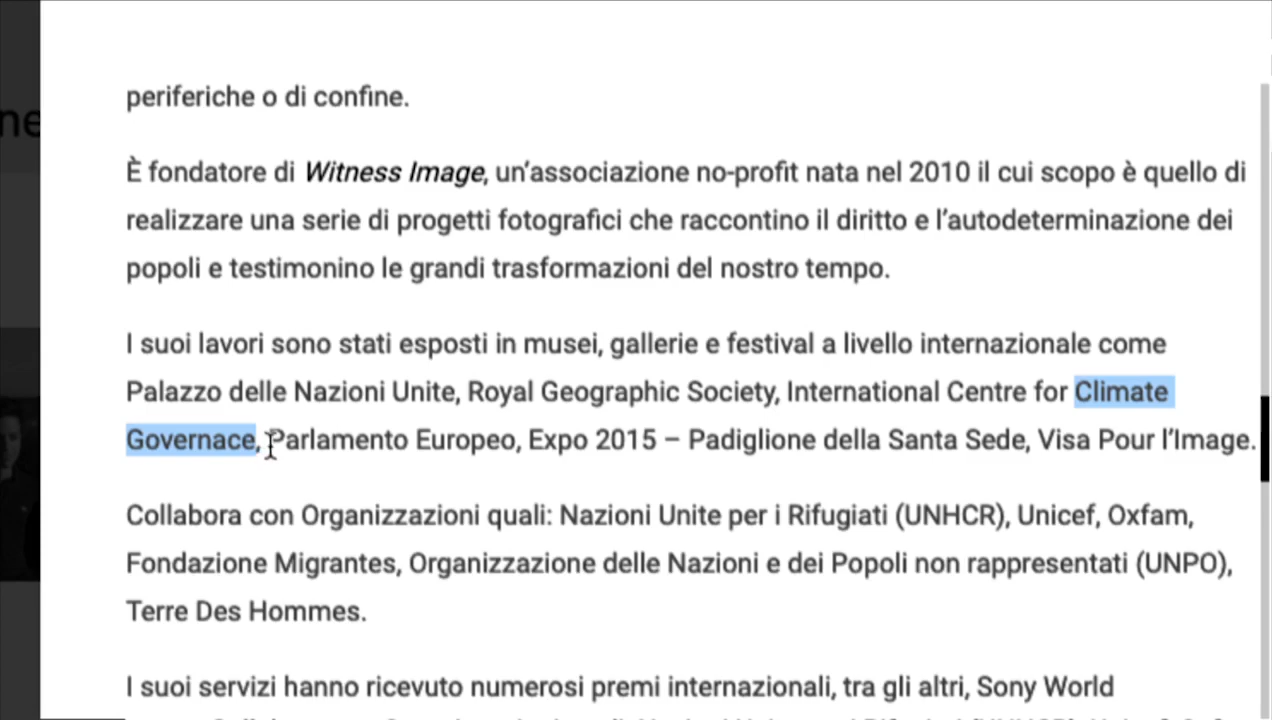 ne
periferiche o di confine.
È fondatore di Witness Image, un'associazione no-profit nata nel 2010 il cui scopo è quello di
realizzare una serie di progetti fotografici che raccontino il diritto e l'autodeterminazione dei
popoli e testimonino le grandi trasformazioni del nostro tempo.
I suoi lavori sono stati esposti in musei, gallerie e festival a livello internazionale come
Palazzo delle Nazioni Unite, Royal Geographic Society, International Centre for Climate
Governace, Parlamento Europeo, Expo 2015 – Padiglione della Santa Sede, Visa Pour l'Image.
Collabora con Organizzazioni quali: Nazioni Unite per i Rifugiati (UNHCR), Unicef, Oxfam,
Fondazione Migrantes, Organizzazione delle Nazioni e dei Popoli non rappresentati (UNPO),
Terre Des Hommes.
I suoi servizi hanno ricevuto numerosi premi internazionali, tra gli altri, Sony World